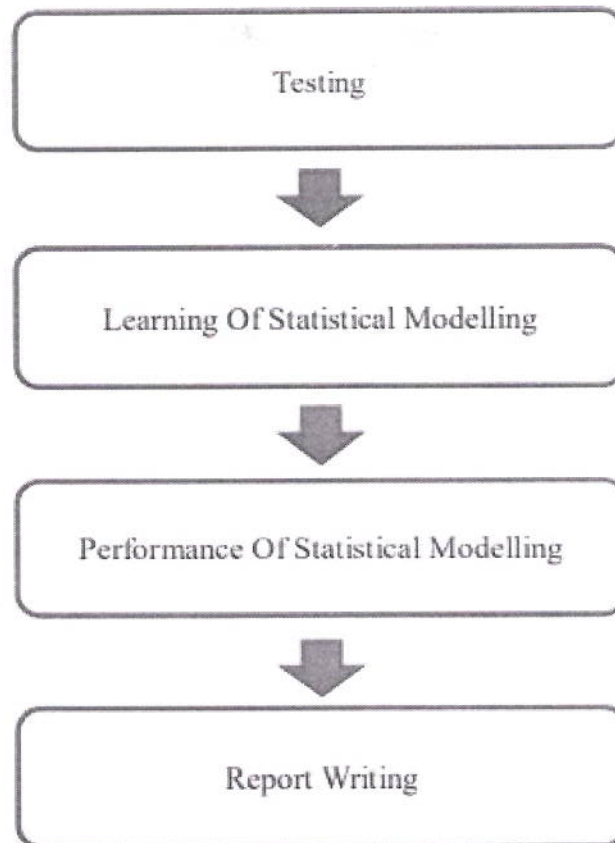 Testing
Learning Of Statistical Modelling
Performance Of Statistical Modelling
Report Writing